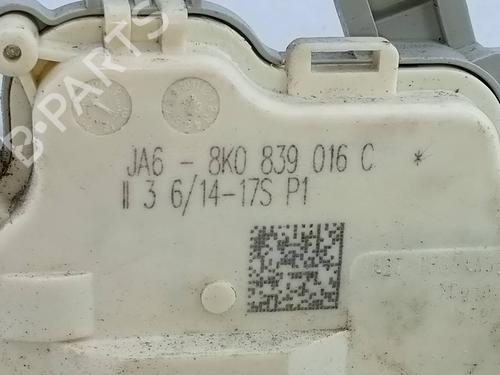 B-PARTS
JA6 - 8K0 839 016 C *
II 3 6/14-17S P1